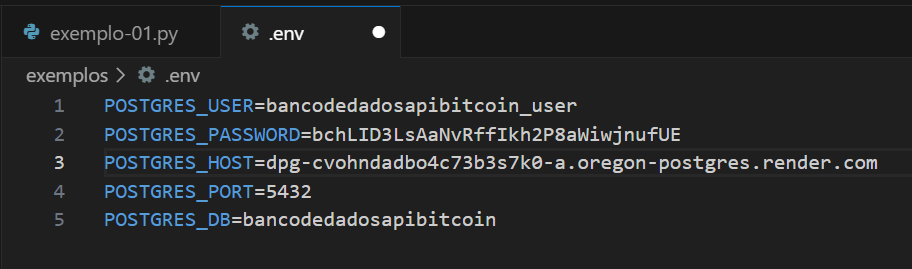 exemplo-01.py .env
exemplos > .env
1 POSTGRES_USER=bancodedadosapibitcoin_user
2 POSTGRES_PASSWORD=bchLID3LsAaNvRffIkh2P8aWiwjnufUE
3 POSTGRES_HOST=dpg-cvohndadbo4c73b3s7k0-a.oregon-postgres.render.com
4 POSTGRES_PORT=5432
5 POSTGRES_DB=bancodedadosapibitcoin